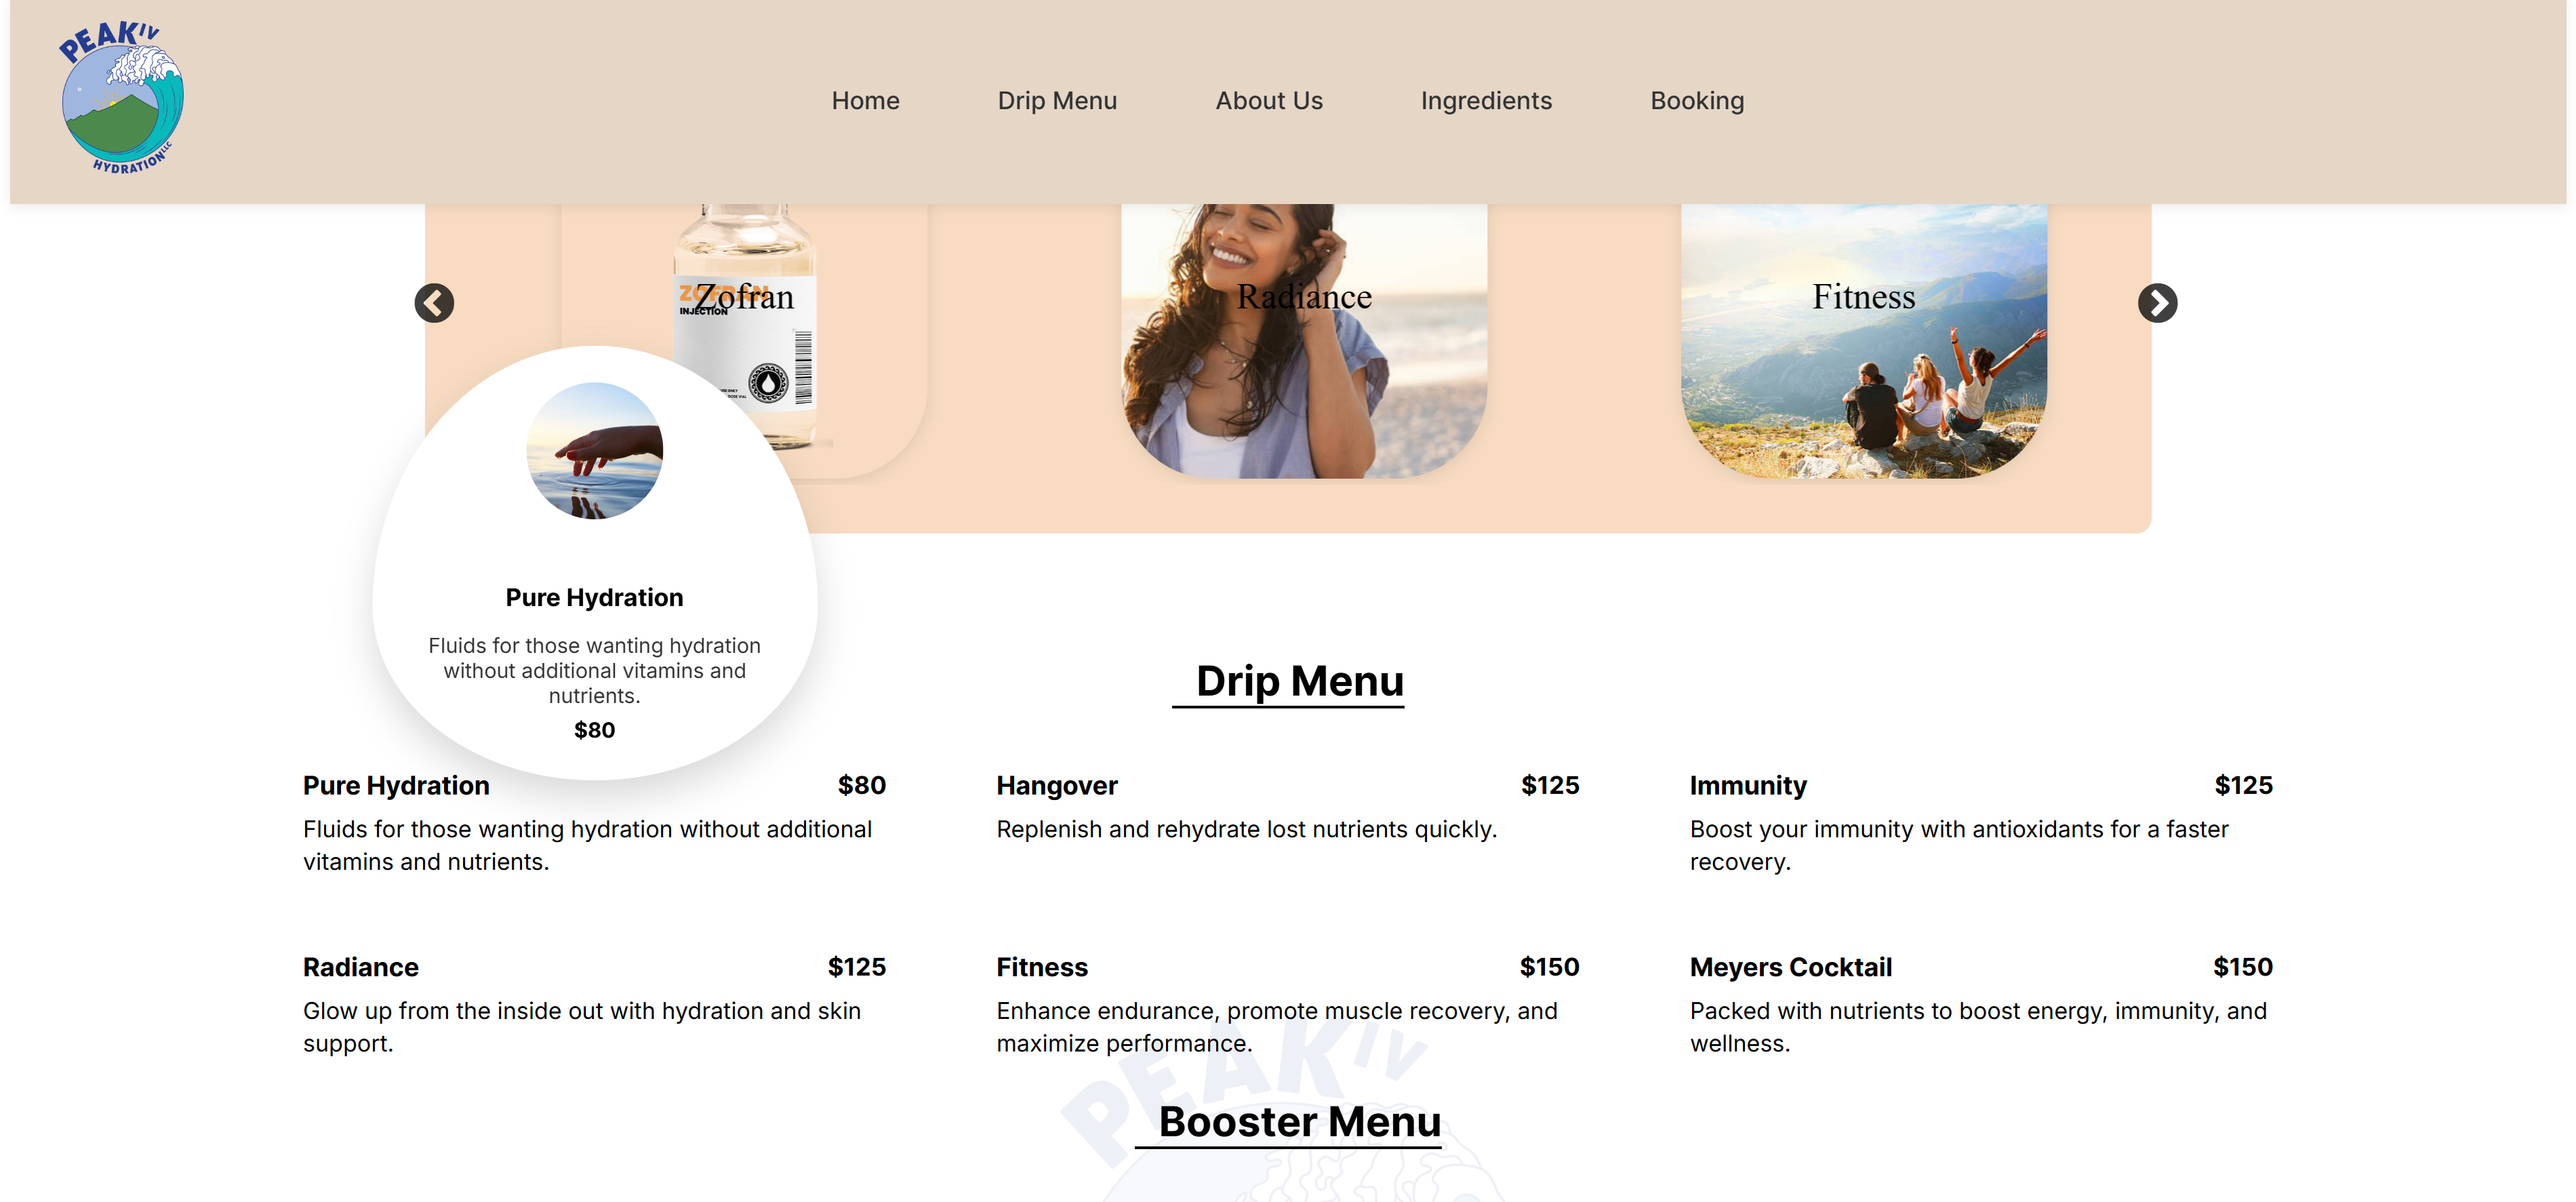 PEAK IV
HYDRATION LLC
Home
Drip Menu
About Us
Ingredients
Booking
ZOFRAN
INJECTION
Zofran
Radiance
Fitness
Pure Hydration
Fluids for those wanting hydration
without additional vitamins and
nutrients.
$80
Drip Menu
Pure Hydration $80
Fluids for those wanting hydration without additional
vitamins and nutrients.
Hangover $125
Replenish and rehydrate lost nutrients quickly.
Immunity $125
Boost your immunity with antioxidants for a faster
recovery.
Radiance $125
Glow up from the inside out with hydration and skin
support.
Fitness $150
Enhance endurance, promote muscle recovery, and
maximize performance.
Meyers Cocktail $150
Packed with nutrients to boost energy, immunity, and
wellness.
PEAK IV
Booster Menu